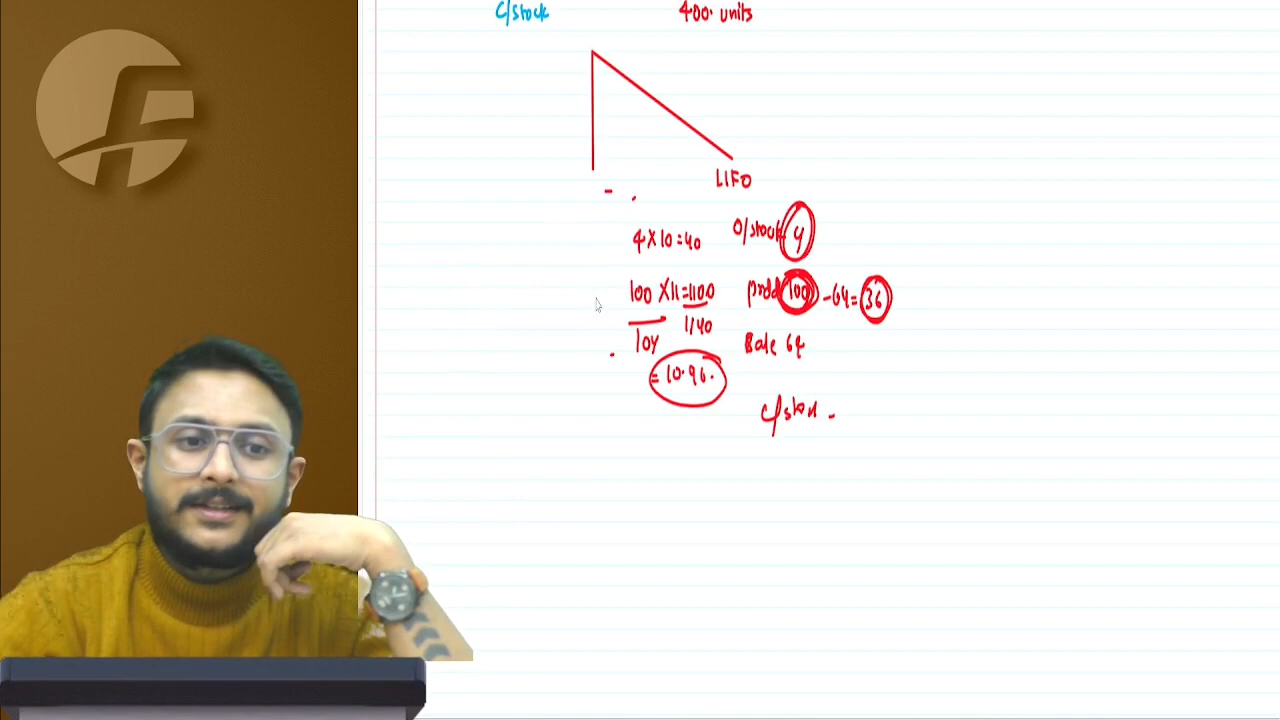 C/stock 400. units
LIFO
4 X 10 = 40 O/stock 4
100 X 11 = 1100 prod 100 - 64 = 36
104 1140 Sale 64
= 10.96.
C/stock -